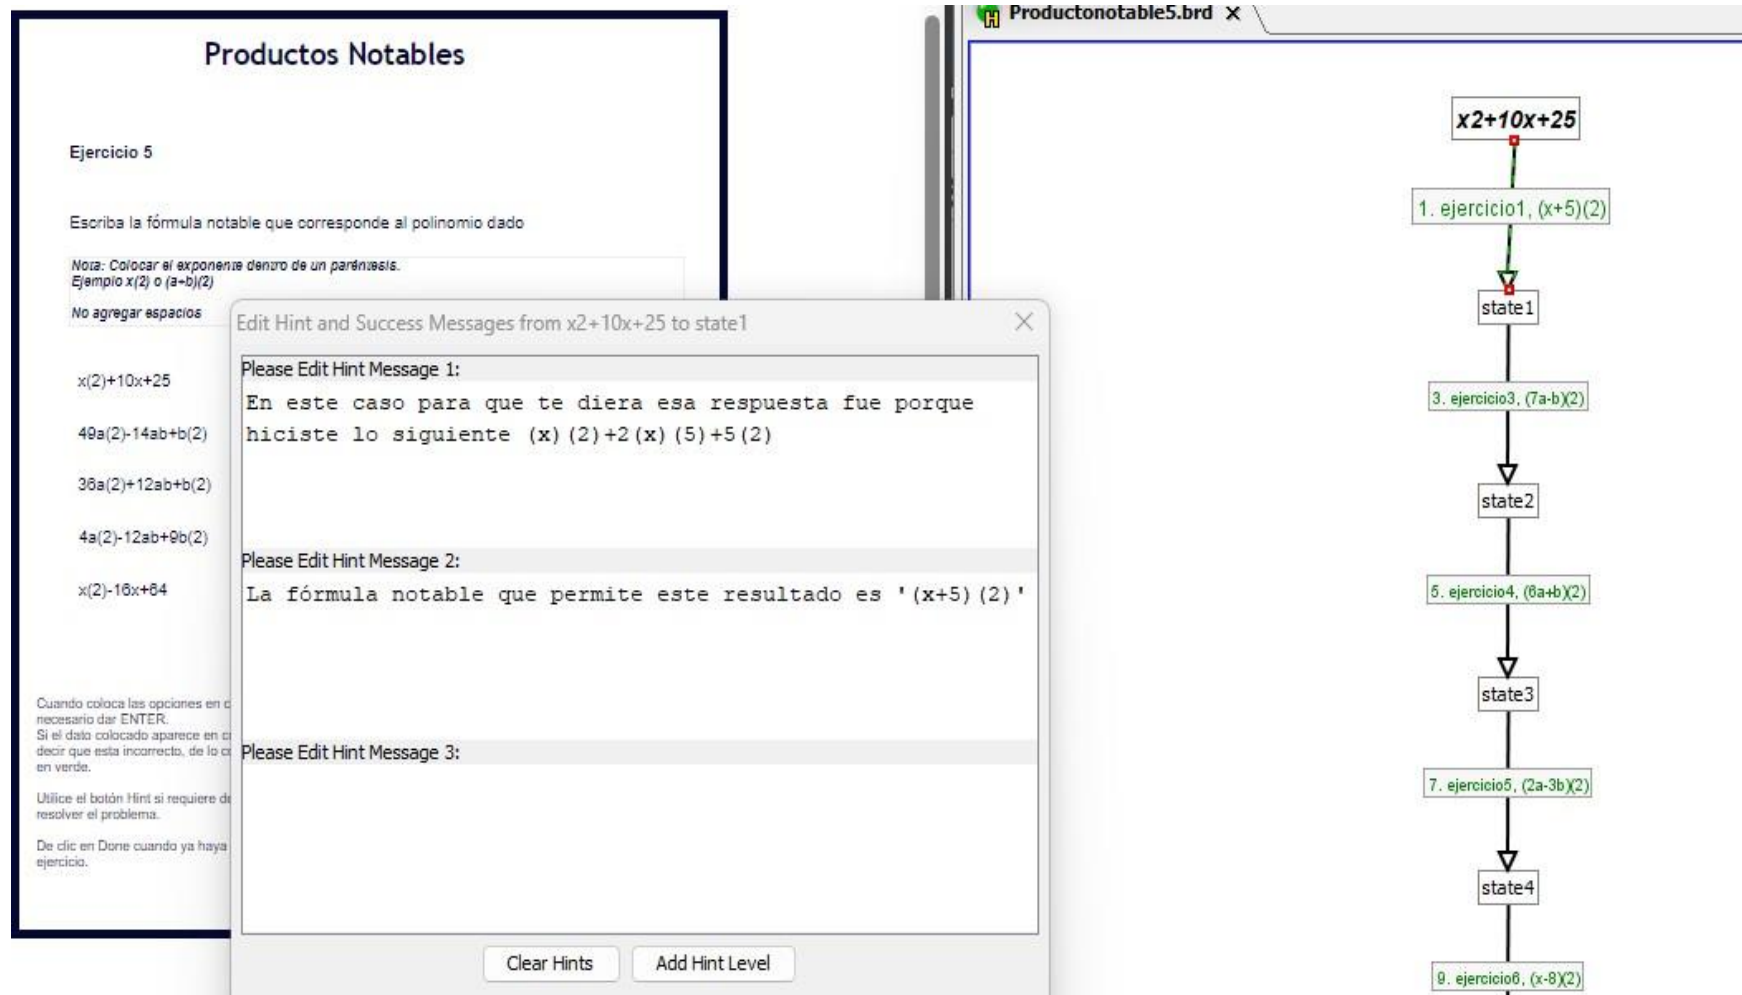 Productos Notables
Ejercicio 5
Escriba la fórmula notable que corresponde al polinomio dado
Nota: Colocar el exponente dentro de un paréntesis.
Ejemplo x(2) o (a+b)(2)
No agregar espacios
x(2)+10x+25
49a(2)-14ab+b(2)
36a(2)+12ab+b(2)
4a(2)-12ab+9b(2)
x(2)-16x+64
Cuando coloca las opciones en
necesario dar ENTER.
Si el dato colocado aparece en
decir que esta incorrecto, de lo
en verde.
Utilice el botón Hint si requiere
resolver el problema.
De clic en Done cuando ya haya
ejercicio.
Edit Hint and Success Messages from x2+10x+25 to state1
Please Edit Hint Message 1:
En este caso para que te diera esa respuesta fue porque
hiciste lo siguiente (x)(2)+2(x)(5)+5(2)
Please Edit Hint Message 2:
La fórmula notable que permite este resultado es '(x+5)(2)'
Please Edit Hint Message 3:
Clear Hints
Add Hint Level
H Productonotable5.brd X
x2+10x+25
1. ejercicio1, (x+5)(2)
state1
3. ejercicio3, (7a-b)(2)
state2
5. ejercicio4, (6a+b)(2)
state3
7. ejercicio5, (2a-3b)(2)
state4
9. ejercicio6, (x-8)(2)